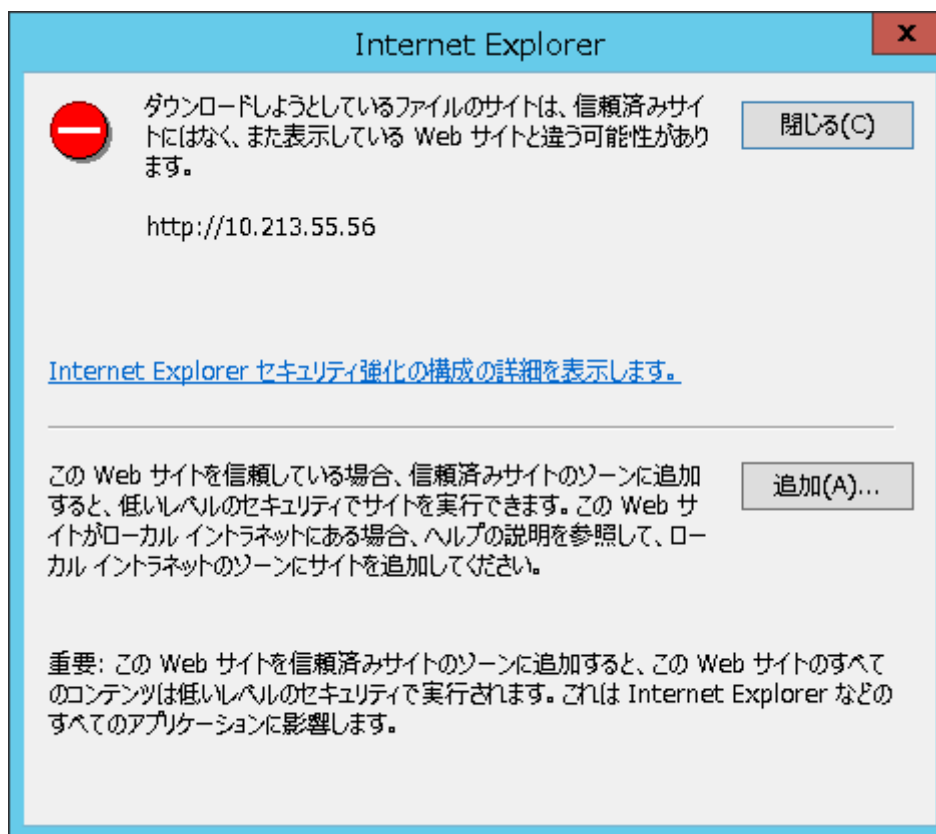 Internet Explorer
x
ダウンロードしようとしているファイルのサイトは、信頼済みサイ
トにはなく、また表示している Web サイトと違う可能性があり
ます。
閉じる(C)
http://10.213.55.56
Internet Explorer セキュリティ強化の構成の詳細を表示します。
この Web サイトを信頼している場合、信頼済みサイトのゾーンに追加
すると、低いレベルのセキュリティでサイトを実行できます。この Web サ
イトがローカル イントラネットにある場合、ヘルプの説明を参照して、ロー
カル イントラネットのゾーンにサイトを追加してください。
追加(A)...
重要: この Web サイトを信頼済みサイトのゾーンに追加すると、この Web サイトのすべて
のコンテンツは低いレベルのセキュリティで実行されます。これは Internet Explorer などの
すべてのアプリケーションに影響します。